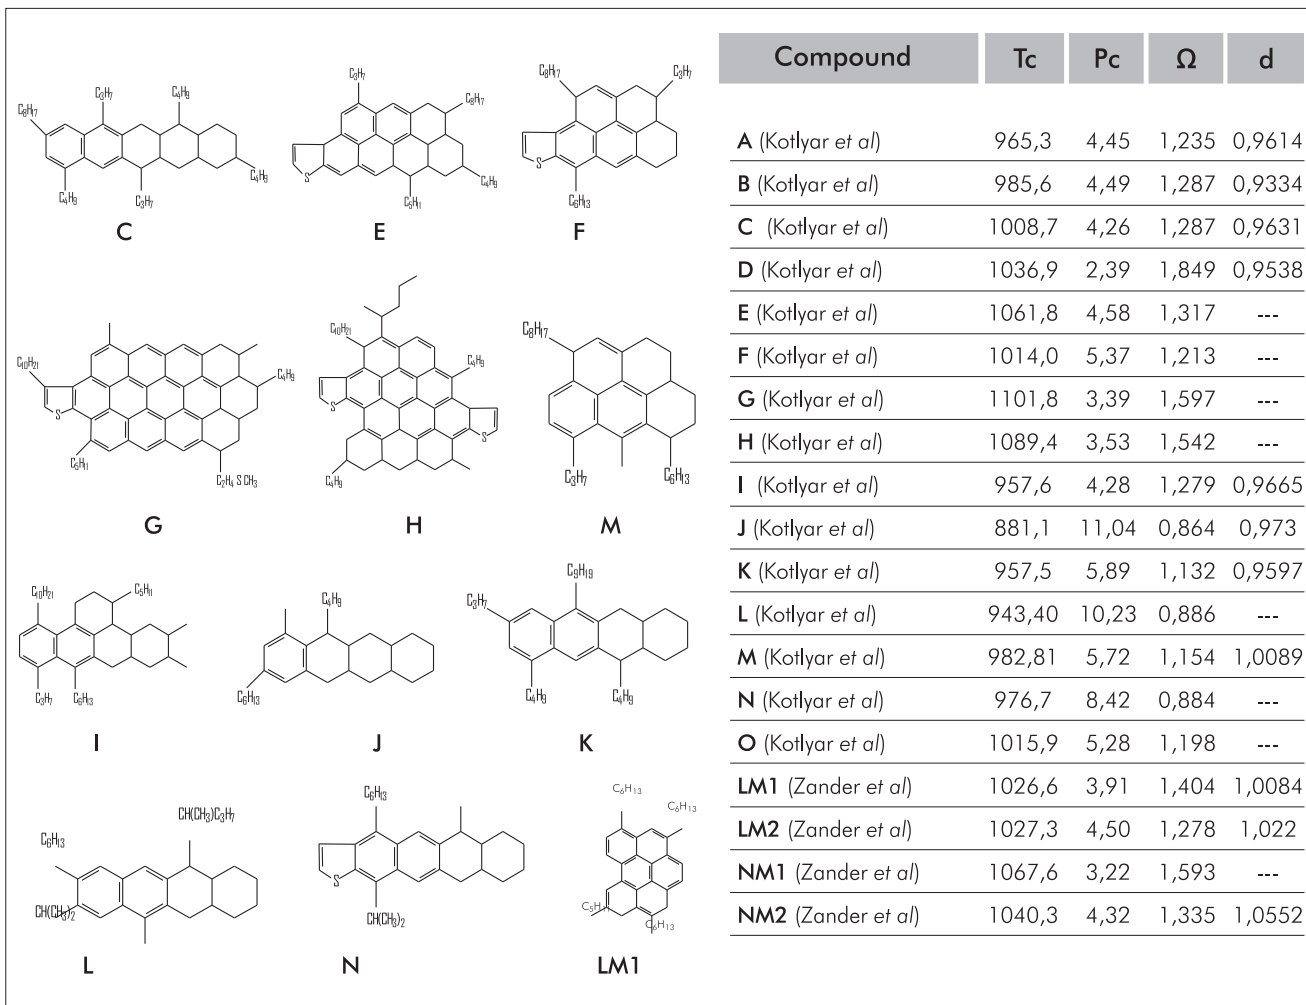 C8H17 C3H7 C4H9
C4H9 C3H7 C4H9
C
C3H7 C8H17
S C5H11 C4H9
E
C8H17 C3H7
S C6H13
F
C10H21 C4H9
S C5H11 C2H4 S CH3
G
C10H21 C4H9
S S
C4H9
H
C8H17
C3H7 C6H13
M
C10H21 C5H11
C3H7 C6H13
I
C4H9
C6H13
J
C9H19
C3H7
C4H9 C4H9
K
CH(CH3)C3H7
C6H13
CH(CH3)2
L
C6H13
S
CH(CH3)2
N
C6H13
C6H13
C5H11
C6H13
LM1
Compound Tc Pc Ω d
A (Kotlyar et al) 965,3 4,45 1,235 0,9614
B (Kotlyar et al) 985,6 4,49 1,287 0,9334
C (Kotlyar et al) 1008,7 4,26 1,287 0,9631
D (Kotlyar et al) 1036,9 2,39 1,849 0,9538
E (Kotlyar et al) 1061,8 4,58 1,317 ---
F (Kotlyar et al) 1014,0 5,37 1,213 ---
G (Kotlyar et al) 1101,8 3,39 1,597 ---
H (Kotlyar et al) 1089,4 3,53 1,542 ---
I (Kotlyar et al) 957,6 4,28 1,279 0,9665
J (Kotlyar et al) 881,1 11,04 0,864 0,973
K (Kotlyar et al) 957,5 5,89 1,132 0,9597
L (Kotlyar et al) 943,40 10,23 0,886 ---
M (Kotlyar et al) 982,81 5,72 1,154 1,0089
N (Kotlyar et al) 976,7 8,42 0,884 ---
O (Kotlyar et al) 1015,9 5,28 1,198 ---
LM1 (Zander et al) 1026,6 3,91 1,404 1,0084
LM2 (Zander et al) 1027,3 4,50 1,278 1,022
NM1 (Zander et al) 1067,6 3,22 1,593 ---
NM2 (Zander et al) 1040,3 4,32 1,335 1,0552